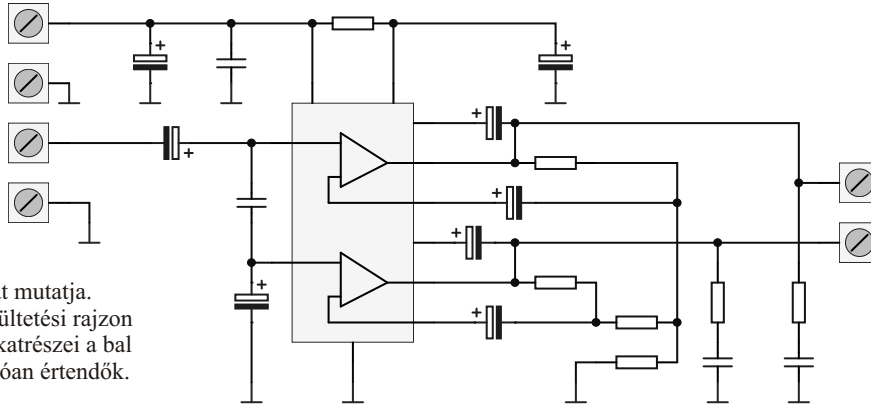 t mutatja.
ültetési rajzon
katrészei a bal
óan értendők.
+
+
+
+
+
+
+
+